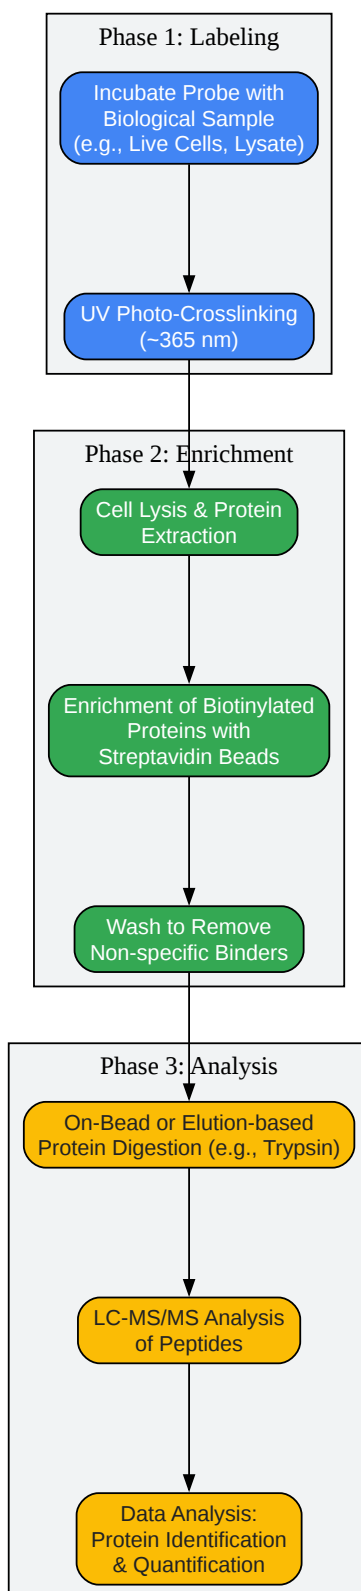 Phase 1: Labeling
Incubate Probe with
Biological Sample
(e.g., Live Cells, Lysate)
UV Photo-Crosslinking
(~365 nm)
Phase 2: Enrichment
Cell Lysis & Protein
Extraction
Enrichment of Biotinylated
Proteins with
Streptavidin Beads
Wash to Remove
Non-specific Binders
Phase 3: Analysis
On-Bead or Elution-based
Protein Digestion (e.g., Trypsin)
LC-MS/MS Analysis
of Peptides
Data Analysis:
Protein Identification
& Quantification